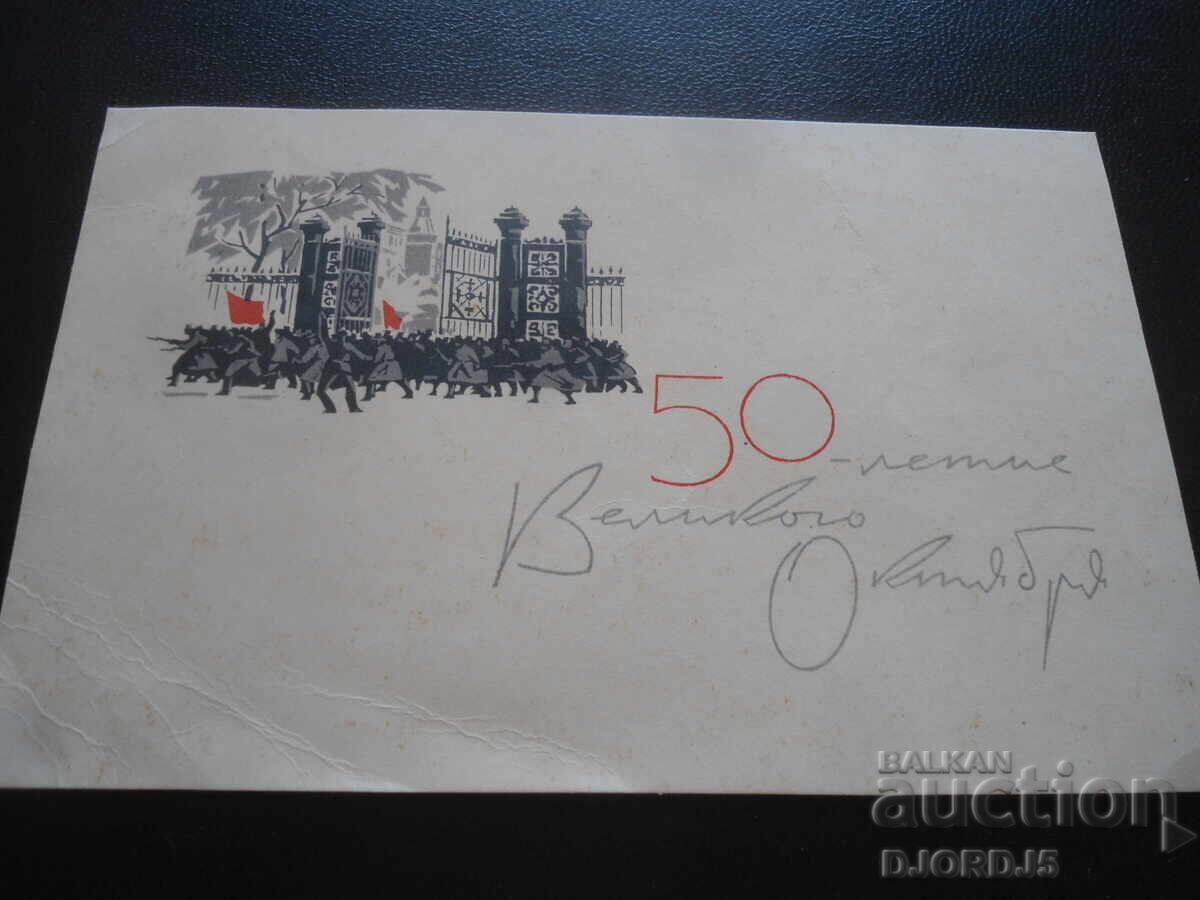 50-летие
Великого
Октября
BALKAN
auction
DJORDJ5